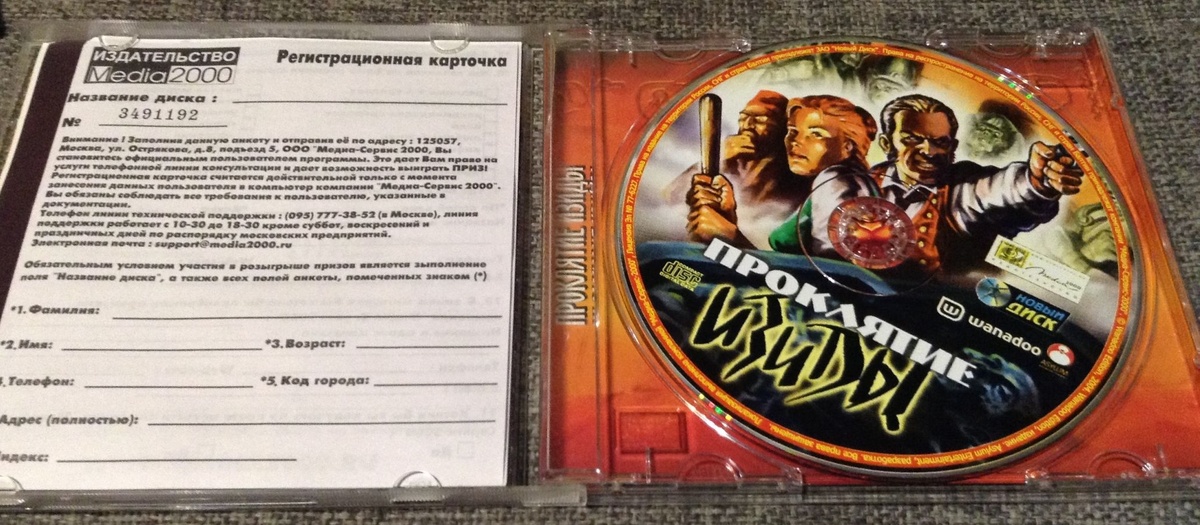 ИЗДАТЕЛЬСТВО
Media2000
Регистрационная карточка
Название диска :
№ 3491192
Внимание ! Заполнив данную анкету и отправив её по адресу : 125057,
Москва, ул. Острякова, д.8, подъезд 5, ООО "Медиа-Сервис 2000, Вы
становитесь официальным пользователем программы. Это дает Вам право на
услуги телефонной линии консультации и дает возможность выиграть ПРИЗ!
Регистрационная карточка считается действительной только с момента
занесения данных пользователя в компьютер компании "Медиа-Сервис 2000".
Вы обязаны соблюдать все требования к пользователю, указанные в
документации.
Телефон линии технической поддержки : (095) 777-38-52 (в Москве), линия
поддержки работает с 10-30 до 18-30 кроме суббот, воскресений и
праздничных дней по распорядку московских предприятий.
Электронная почта : support@media2000.ru
Обязательным условием участия в розыгрыше призов является заполнение
поля "Название диска", а также всех полей анкеты, помеченных знаком (*)
*1. Фамилия:
*2. Имя: *3. Возраст:
Телефон: *5. Код города:
Адрес (полностью):
ПРОКЛЯТИЕ ИЗИДЫ
disc
ПРОКЛЯТИЕ
ИЗИДЫ!
НОВЫЙ
ДИСК
wanadoo